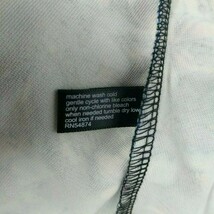 machine wash cold
gentle cycle with like colors
only non-chlorine bleach
when needed tumble dry low
cool iron if needed
RN54874